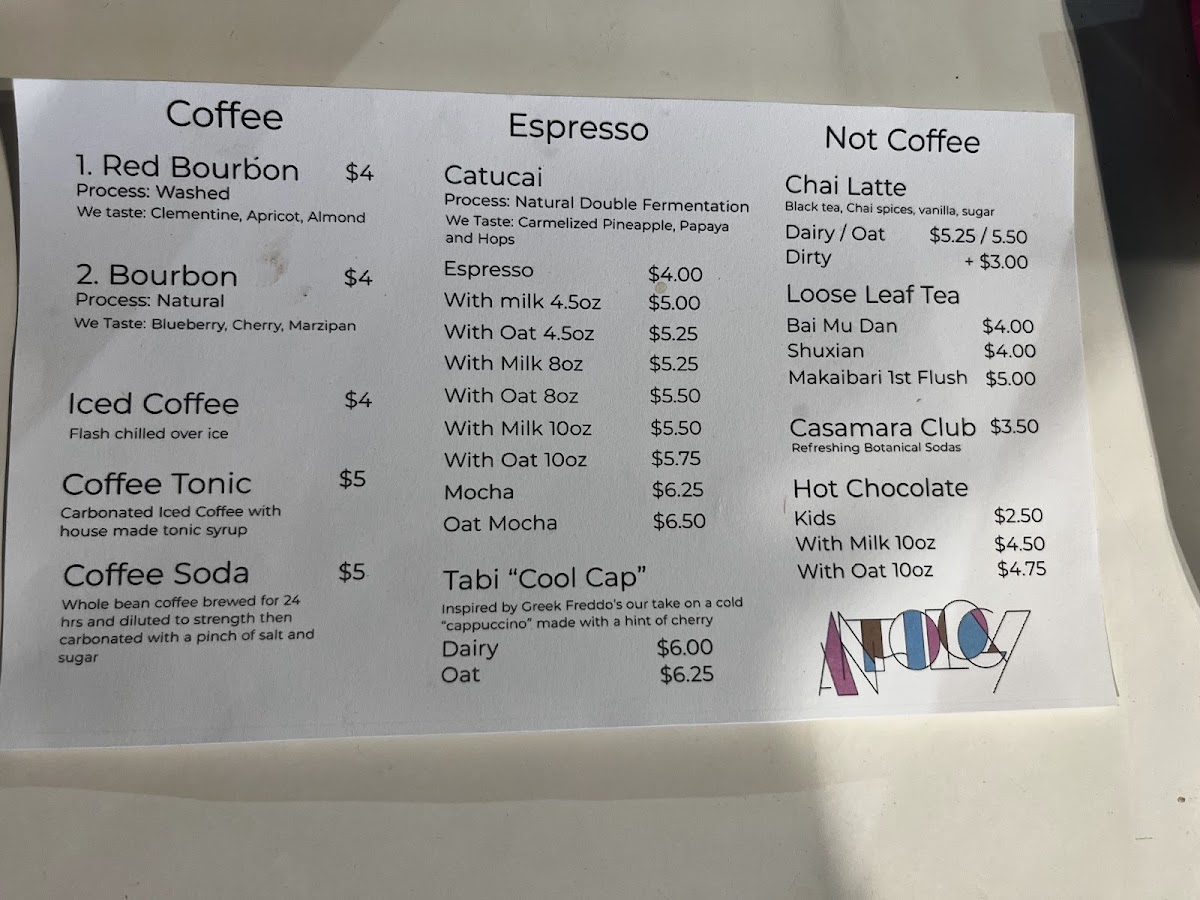 Coffee
1. Red Bourbon $4
Process: Washed
We taste: Clementine, Apricot, Almond
2. Bourbon $4
Process: Natural
We Taste: Blueberry, Cherry, Marzipan
Iced Coffee $4
Flash chilled over ice
Coffee Tonic $5
Carbonated Iced Coffee with
house made tonic syrup
Coffee Soda $5
Whole bean coffee brewed for 24
hrs and diluted to strength then
carbonated with a pinch of salt and
sugar
Espresso
Catucai
Process: Natural Double Fermentation
We Taste: Carmelized Pineapple, Papaya
and Hops
Espresso $4.00
With milk 4.5oz $5.00
With Oat 4.5oz $5.25
With Milk 8oz $5.25
With Oat 8oz $5.50
With Milk 10oz $5.50
With Oat 10oz $5.75
Mocha $6.25
Oat Mocha $6.50
Tabi “Cool Cap”
Inspired by Greek Freddo's our take on a cold
“cappuccino” made with a hint of cherry
Dairy $6.00
Oat $6.25
Not Coffee
Chai Latte
Black tea, Chai spices, vanilla, sugar
Dairy / Oat $5.25 / 5.50
Dirty + $3.00
Loose Leaf Tea
Bai Mu Dan $4.00
Shuxian $4.00
Makaibari 1st Flush $5.00
Casamara Club $3.50
Refreshing Botanical Sodas
Hot Chocolate
Kids $2.50
With Milk 10oz $4.50
With Oat 10oz $4.75